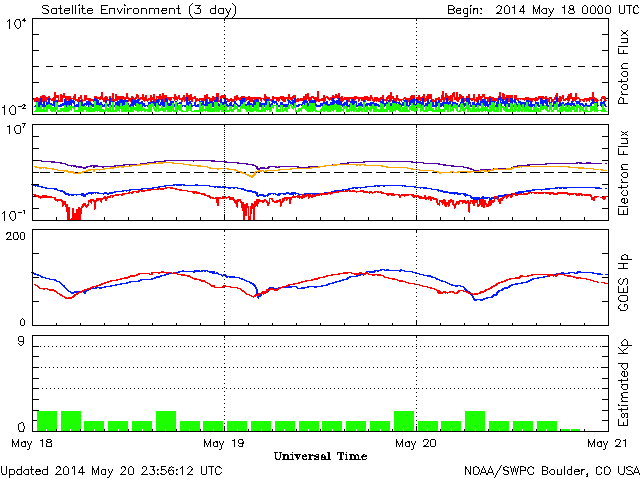 Satellite Environment (3 day) Begin: 2014 May 18 0000 UTC
10^4
10^-2
Proton Flux
10^7
10^-1
Electron Flux
200
0
GOES Hp
9
0
Estimated Kp
May 18 May 19 May 20 May 21
Universal Time
Updated 2014 May 20 23:56:12 UTC NOAA/SWPC Boulder, CO USA